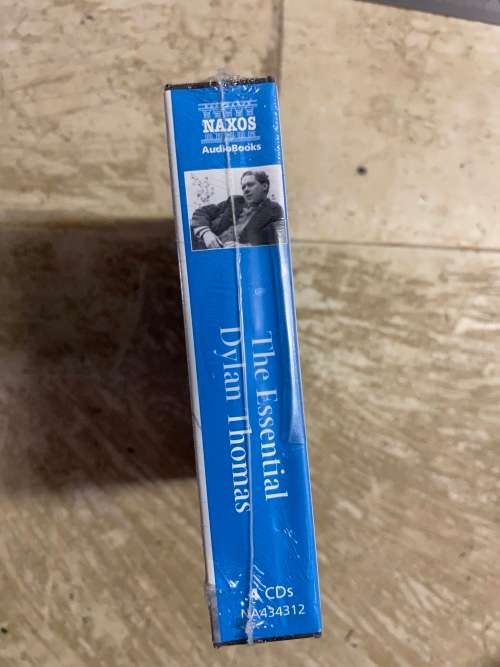 NAXOS
AudioBooks
The Essential
Dylan Thomas
4 CDs
NA434312